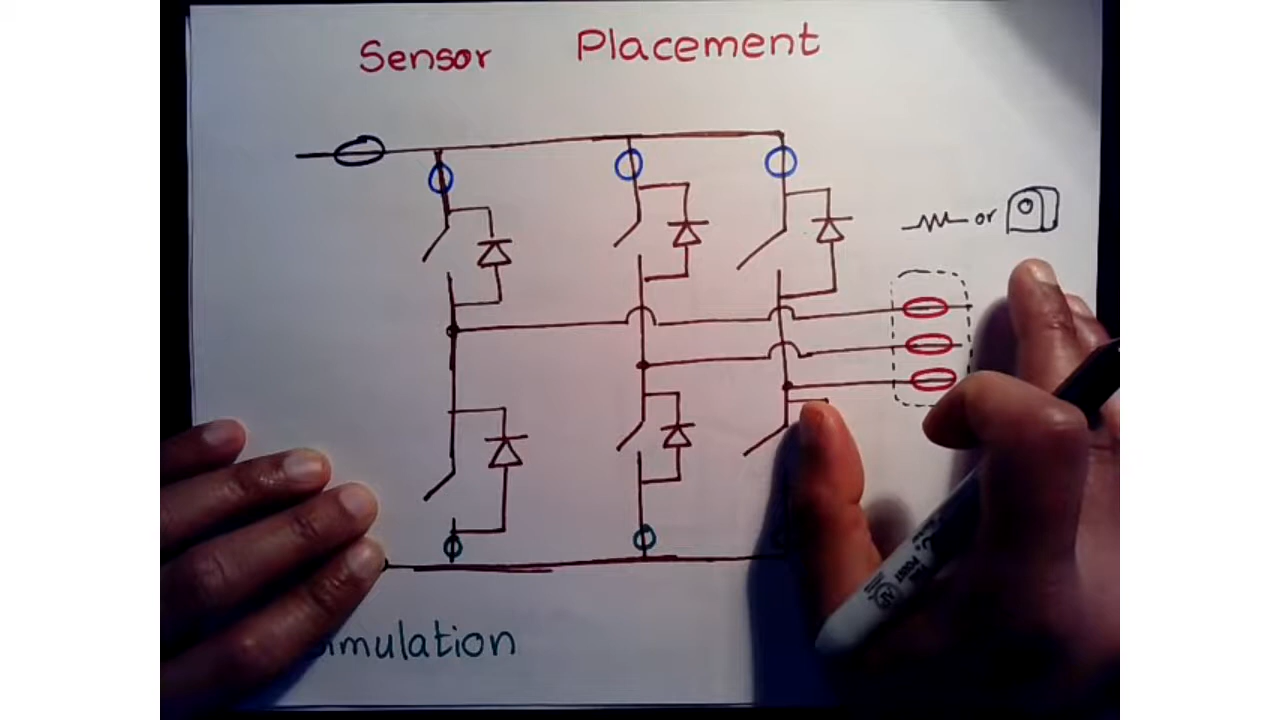 Sensor Placement
or
imulation